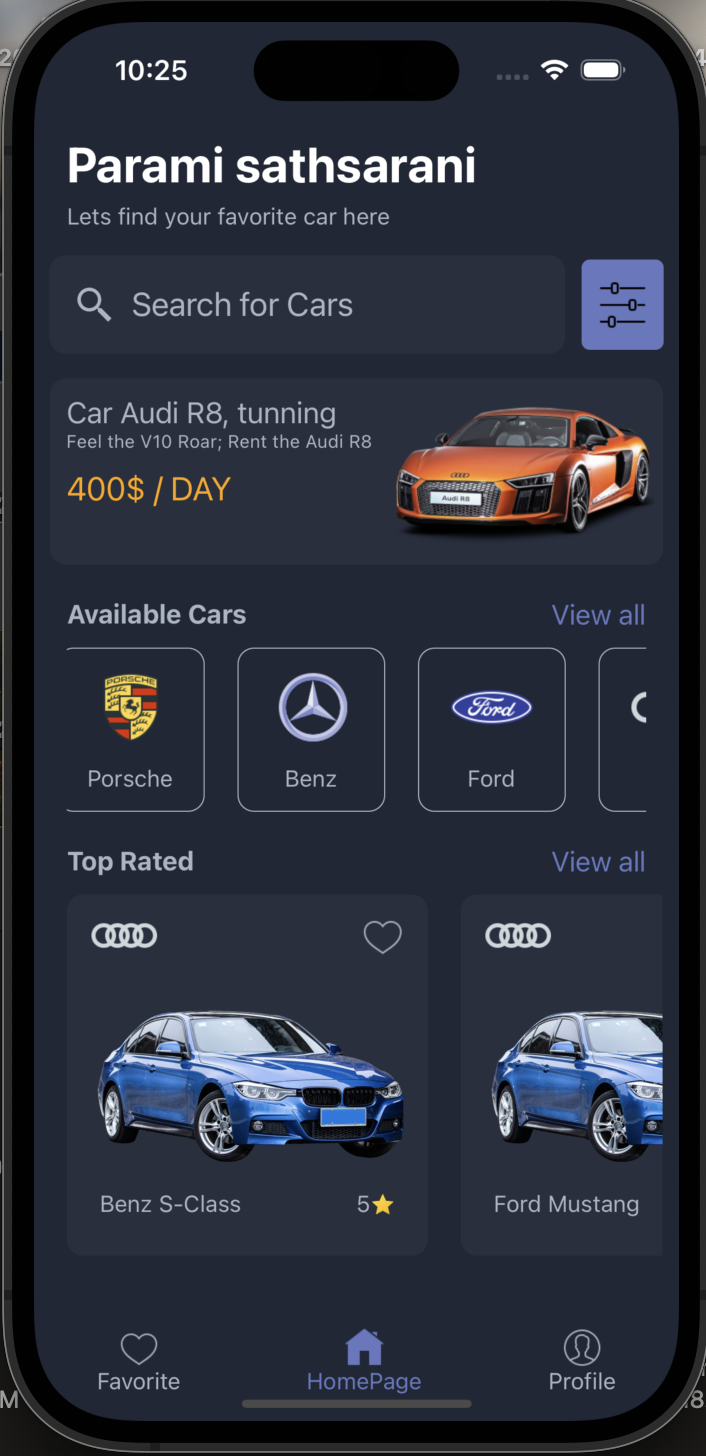 10:25
Parami sathsarani
Lets find your favorite car here
Search for Cars
Car Audi R8, tunning
Feel the V10 Roar; Rent the Audi R8
400$ / DAY
Audi R8
Available Cars
View all
PORSCHE
Ford
Porsche
Benz
Ford
Top Rated
View all
Benz S-Class
5
Ford Mustang
Favorite
HomePage
Profile